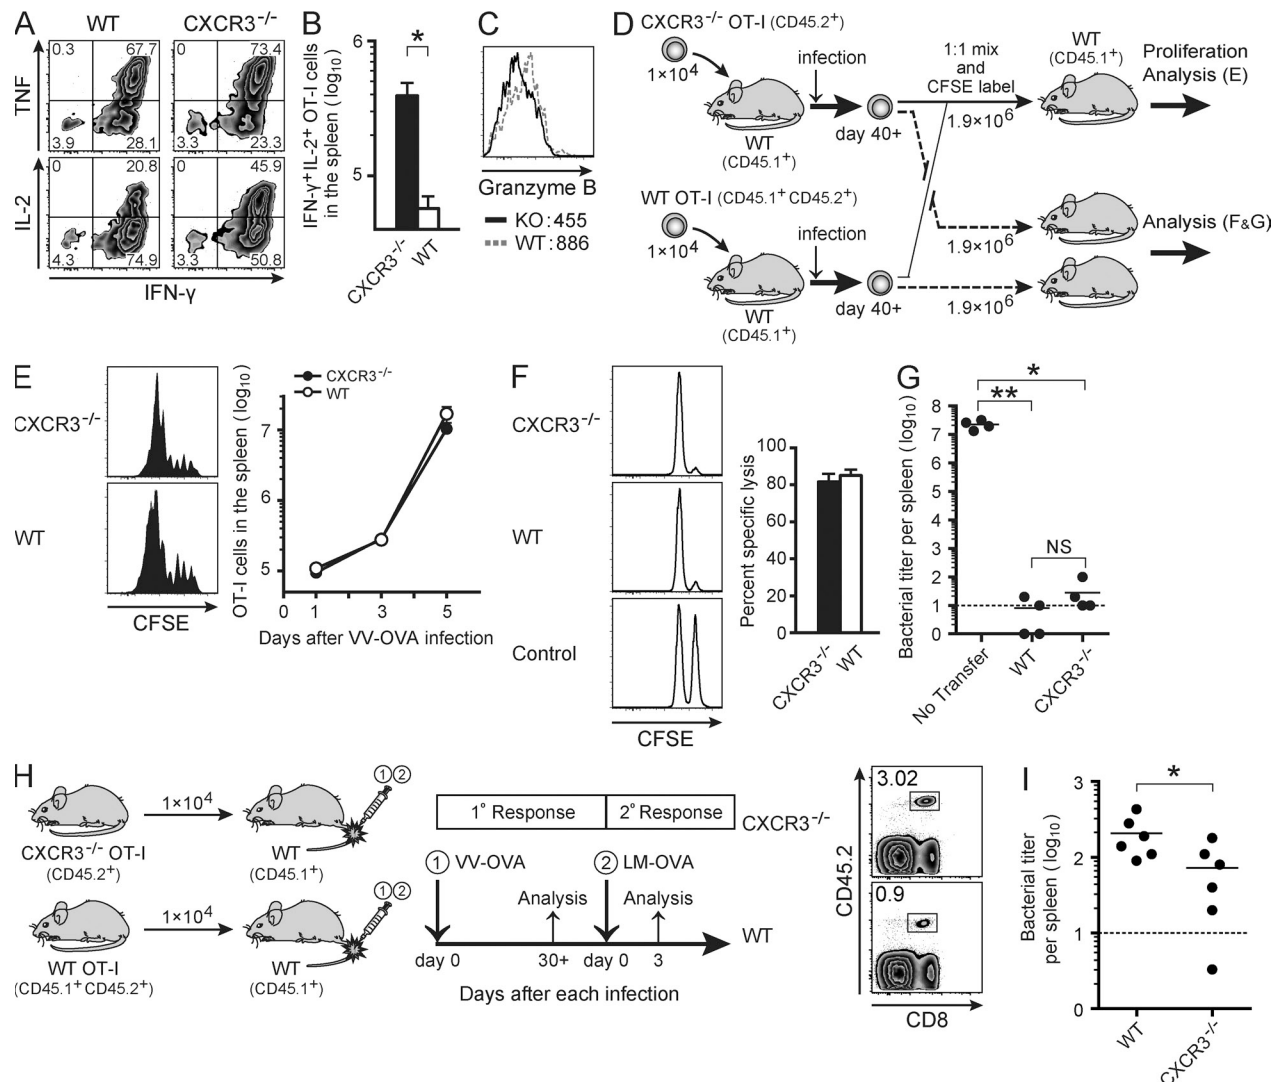 A
WT
CXCR3⁻/⁻
TNF
0.3
67.7
3.9
28.1
0
73.4
3.3
23.3
IL-2
0
20.8
4.3
74.9
0
45.9
3.3
50.8
IFN-γ
B
IFN-γ⁺IL-2⁺ OT-I cells
in the spleen (log₁₀)
6
5
*
CXCR3⁻/⁻
WT
C
Granzyme B
KO:455
WT:886
D
CXCR3⁻/⁻ OT-I (CD45.2⁺)
1×10⁴
infection
WT
(CD45.1⁺)
day 40+
1:1 mix
and
CFSE label
1.9×10⁶
WT
(CD45.1⁺)
Proliferation
Analysis (E)
WT OT-I (CD45.1⁺CD45.2⁺)
1×10⁴
infection
WT
(CD45.1⁺)
day 40+
1.9×10⁶
1.9×10⁶
Analysis (F&G)
E
CXCR3⁻/⁻
WT
CFSE
OT-I cells in the spleen (log₁₀)
CXCR3⁻/⁻
WT
7
6
5
0
1
3
5
Days after VV-OVA infection
F
CXCR3⁻/⁻
WT
Control
CFSE
Percent specific lysis
100
80
60
40
20
0
CXCR3⁻/⁻
WT
G
Bacterial titer per spleen (log₁₀)
8
7
6
5
4
3
2
1
0
*
**
NS
No Transfer
WT
CXCR3⁻/⁻
H
CXCR3⁻/⁻ OT-I
(CD45.2⁺)
1×10⁴
1 2
WT
(CD45.1⁺)
WT OT-I
(CD45.1⁺CD45.2⁺)
1×10⁴
1 2
WT
(CD45.1⁺)
1° Response
2° Response
1 VV-OVA
2 LM-OVA
Analysis
Analysis
day 0
30+
day 0
3
Days after each infection
CXCR3⁻/⁻
WT
3.02
0.9
CD45.2
CD8
I
Bacterial titer
per spleen (log₁₀)
3
2
1
0
*
WT
CXCR3⁻/⁻